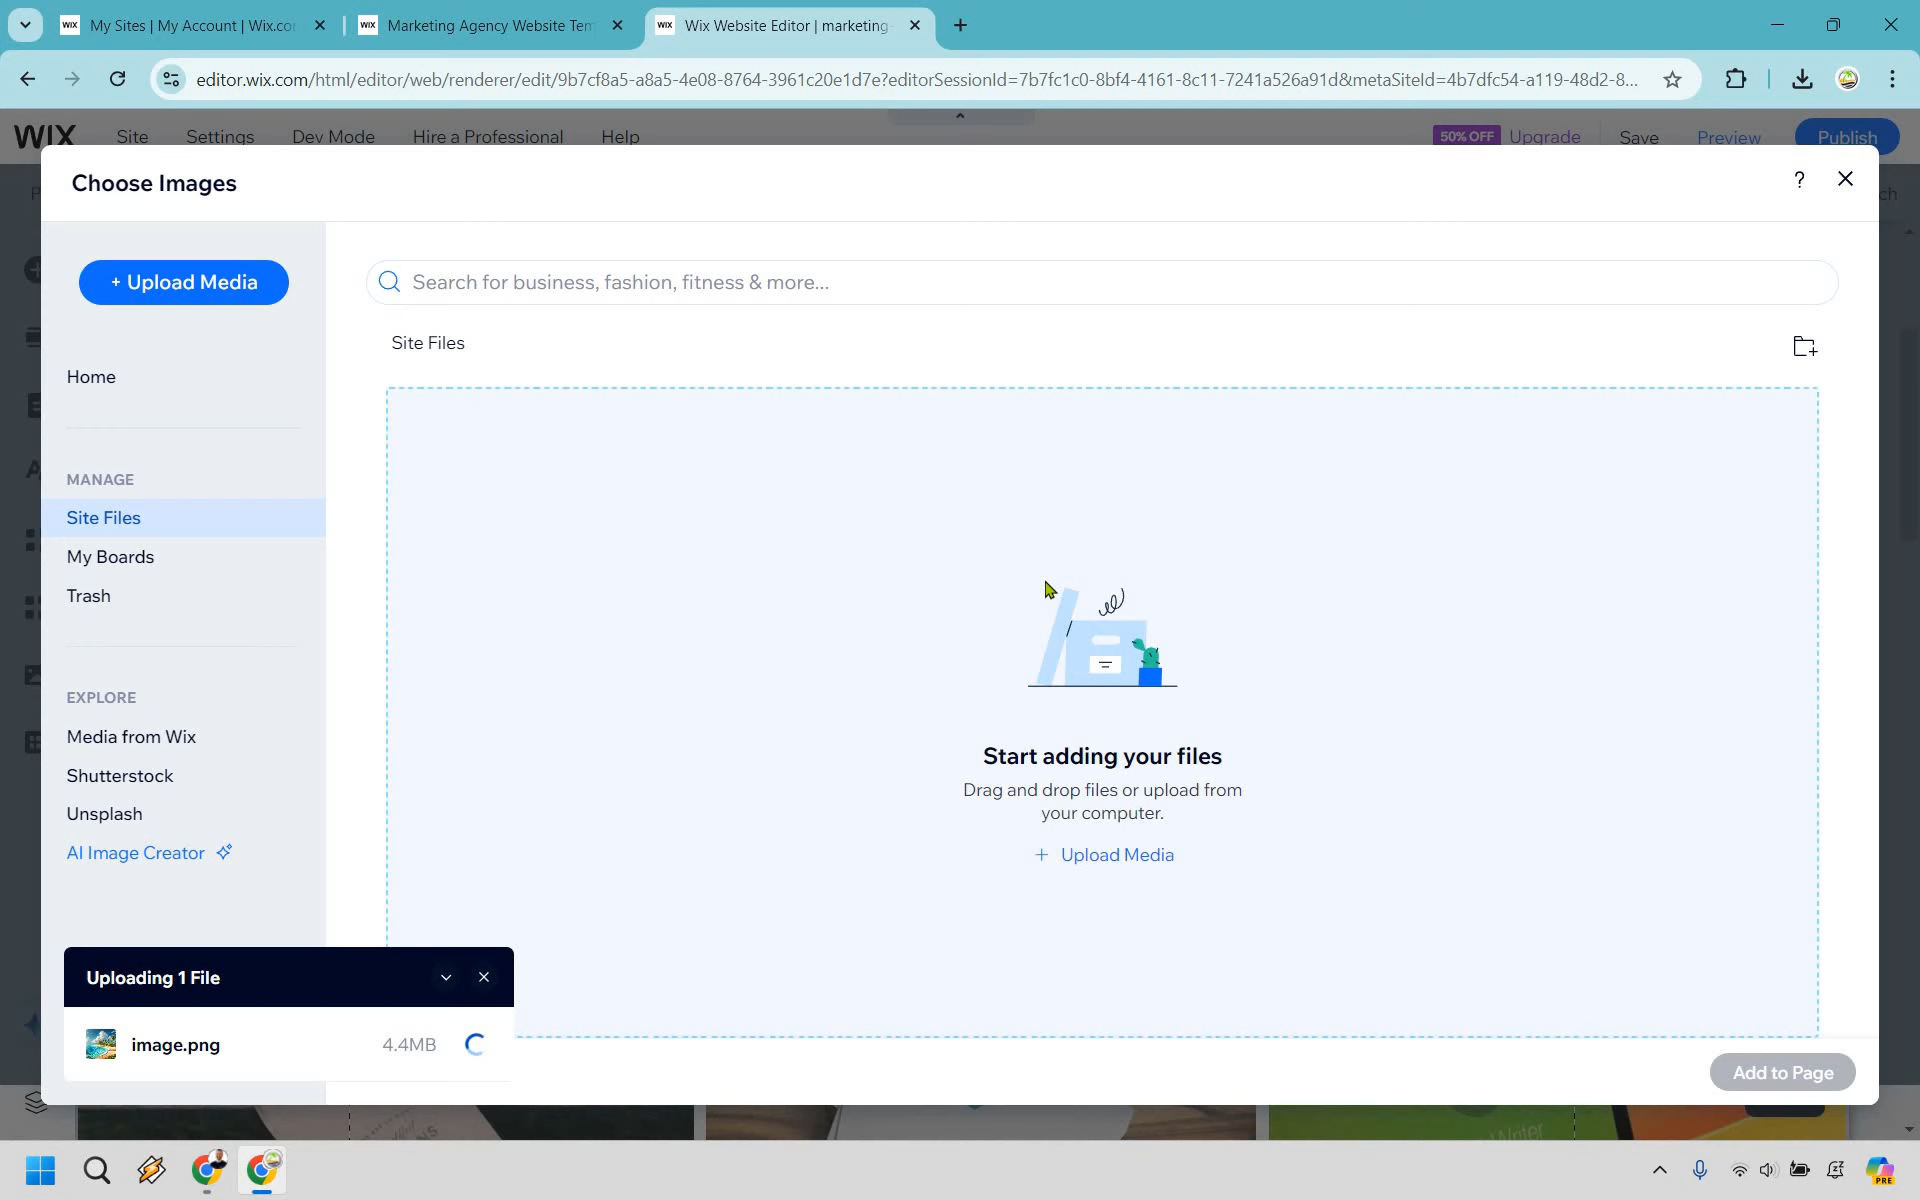 My Sites | My Account | Wix.co
Marketing Agency Website Tem
Wix Website Editor | marketing-
editor.wix.com/html/editor/web/renderer/edit/9b7cf8a5-a8a5-4e08-8764-3961c20e1d7e?editorSessionId=7b7fc1c0-8bf4-4161-8c11-7241a526a91d&metaSiteId=4b7dfc54-a119-48d2-8...
WIX Site Settings Dev Mode Hire a Professional Help 50% OFF Upgrade Save Preview Publish
Choose Images
?
+ Upload Media
Search for business, fashion, fitness & more...
Site Files
Home
MANAGE
Site Files
My Boards
Trash
EXPLORE
Media from Wix
Shutterstock
Unsplash
AI Image Creator
Start adding your files
Drag and drop files or upload from
your computer.
+ Upload Media
Uploading 1 File
image.png 4.4MB
Add to Page
Writer
PRE